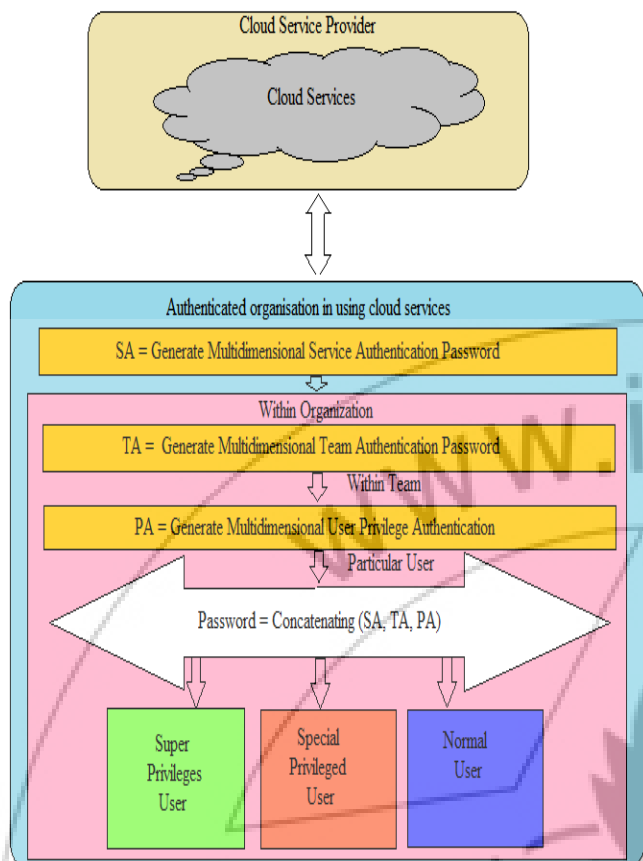 Cloud Service Provider
Cloud Services
Authenticated organisation in using cloud services
SA = Generate Multidimensional Service Authentication Password
Within Organization
TA = Generate Multidimensional Team Authentication Password
Within Team
PA = Generate Multidimensional User Privilege Authentication
Particular User
Password = Concatenating (SA, TA, PA)
Super
Privileges
User
Special
Privileged
User
Normal
User
www.i